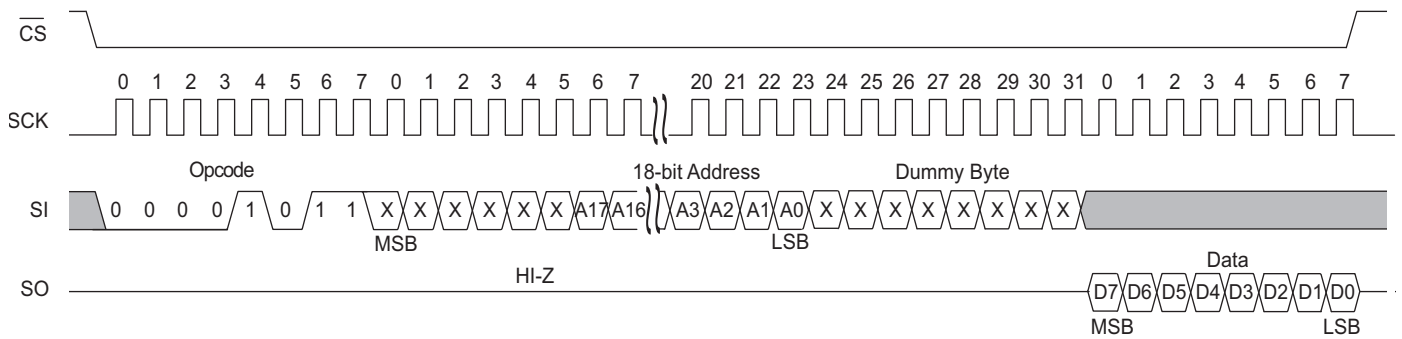 CS
0 1 2 3 4 5 6 7 0 1 2 3 4 5 6 7 20 21 22 23 24 25 26 27 28 29 30 31 0 1 2 3 4 5 6 7
SCK
Opcode 18-bit Address Dummy Byte
SI 0 0 0 0 1 0 1 1 X X X X X X A17 A16 A3 A2 A1 A0 X X X X X X X X
MSB LSB
HI-Z Data
SO D7 D6 D5 D4 D3 D2 D1 D0
MSB LSB